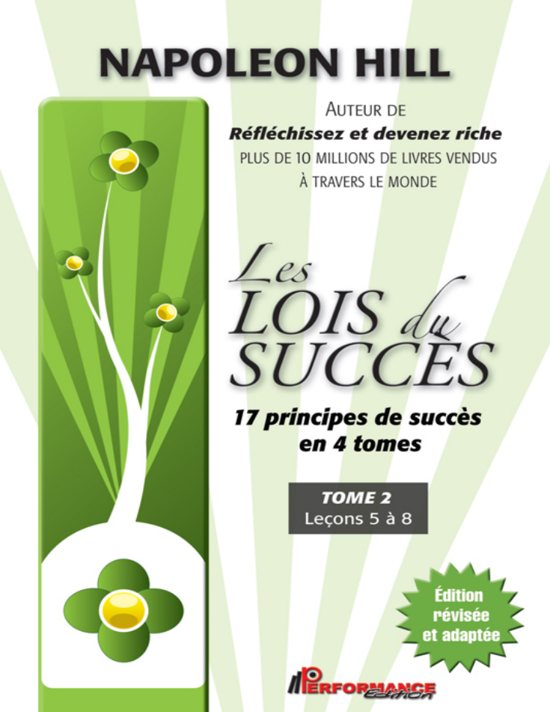 NAPOLEON HILL
AUTEUR DE
Réfléchissez et devenez riche
PLUS DE 10 MILLIONS DE LIVRES VENDUS
À TRAVERS LE MONDE
Les
LOIS du
SUCCÈS
17 principes de succès
en 4 tomes
TOME 2
Leçons 5 à 8
Édition
révisée
et adaptée
PERFORMANCE
EDITION